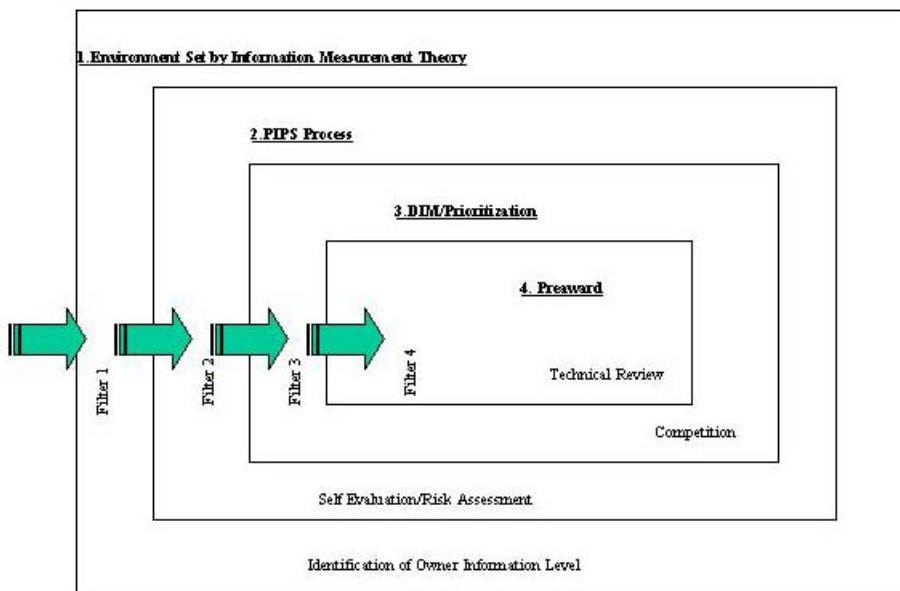 1.Environment Set by Information Measurement Theory
2.PIPS Process
3.DIM/Prioritization
4. Preaward
Filter 1
Filter 2
Filter 3
Filter 4
Technical Review
Competition
Self Evaluation/Risk Assessment
Identification of Owner Information Level